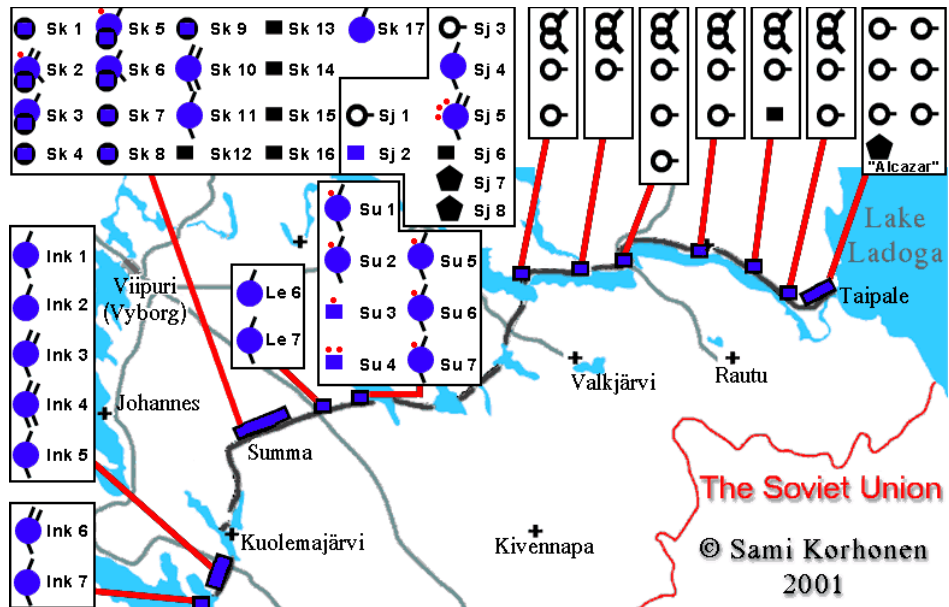 Sk 1
Sk 5
Sk 9
Sk 13
Sk 17
Sj 3
Sk 2
Sk 6
Sk 10
Sk 14
Sj 4
Sk 3
Sk 7
Sk 11
Sk 15
Sj 1
Sj 5
Sk 4
Sk 8
Sk12
Sk 16
Sj 2
Sj 6
Sj 7
Sj 8
"Alcazar"
Su 1
Su 2
Su 3
Su 4
Su 5
Su 6
Su 7
Ink 1
Ink 2
Ink 3
Ink 4
Ink 5
Le 6
Le 7
Ink 6
Ink 7
Viipuri
(Vyborg)
Lake
Ladoga
Taipale
Valkjärvi
Rautu
Johannes
Summa
Kuolemajärvi
Kivennapa
The Soviet Union
© Sami Korhonen
2001